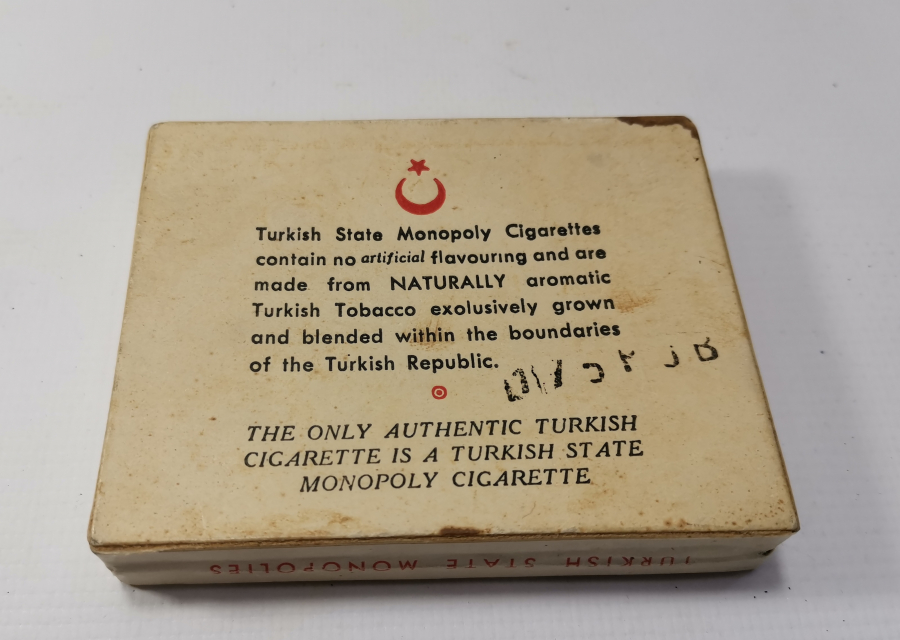 Turkish State Monopoly Cigarettes
contain no artificial flavouring and are
made from NATURALLY aromatic
Turkish Tobacco exolusively grown
and blended within the boundaries
of the Turkish Republic.
THE ONLY AUTHENTIC TURKISH
CIGARETTE IS A TURKISH STATE
MONOPOLY CIGARETTE
TURKISH STATE MONOPOLIES